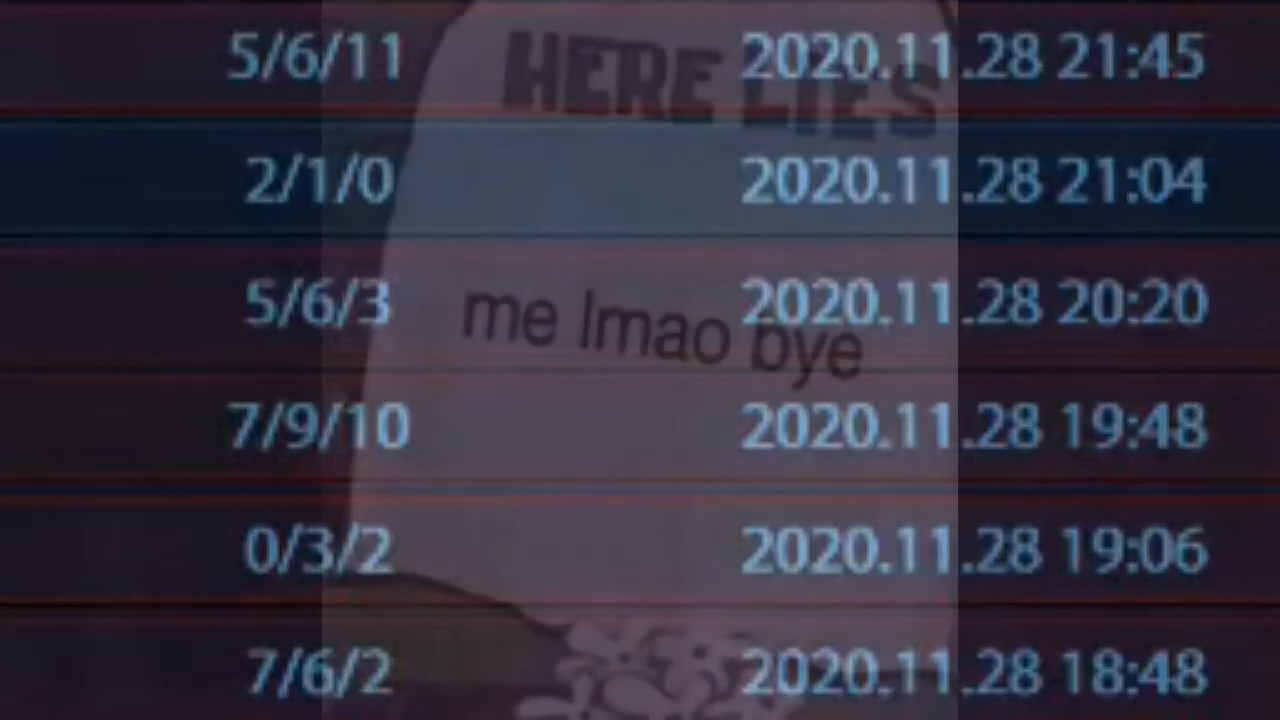 5/6/11 2020.11.28 21:45
HERE LIES
2/1/0 2020.11.28 21:04
5/6/3 2020.11.28 20:20
me lmao bye
7/9/10 2020.11.28 19:48
0/3/2 2020.11.28 19:06
7/6/2 2020.11.28 18:48